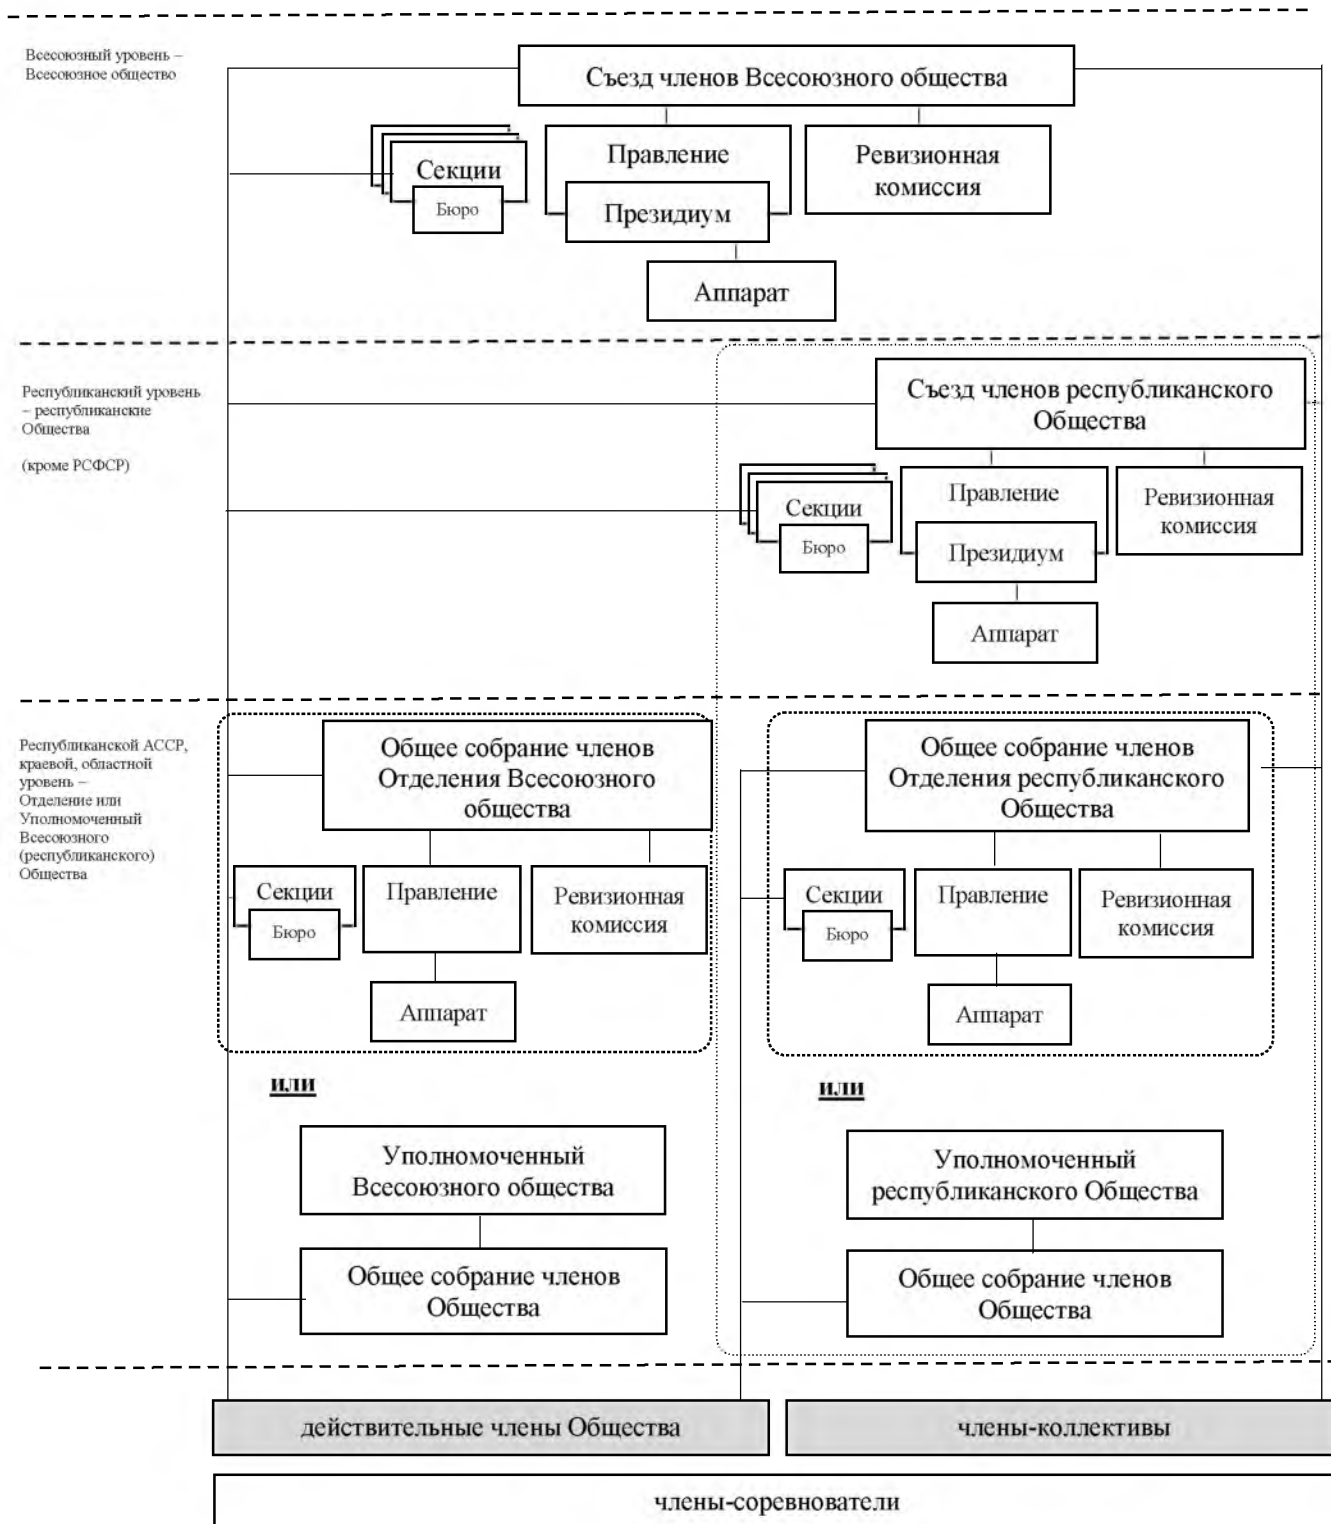 Всесоюзный уровень –
Всесоюзное общество
Съезд членов Всесоюзного общества
Секции
Бюро
Правление
Президиум
Ревизионная
комиссия
Аппарат
Республиканский уровень
– республиканские
Общества
(кроме РСФСР)
Съезд членов республиканского
Общества
Секции
Бюро
Правление
Президиум
Ревизионная
комиссия
Аппарат
Республиканской АССР,
краевой, областной
уровень –
Отделение или
Уполномоченный
Всесоюзного
(республиканского)
Общества
Общее собрание членов
Отделения Всесоюзного
общества
Секции
Бюро
Правление
Ревизионная
комиссия
Аппарат
Общее собрание членов
Отделения республиканского
Общества
Секции
Бюро
Правление
Ревизионная
комиссия
Аппарат
или
Уполномоченный
Всесоюзного общества
Общее собрание членов
Общества
или
Уполномоченный
республиканского Общества
Общее собрание членов
Общества
действительные члены Общества
члены-коллективы
члены-соревнователи